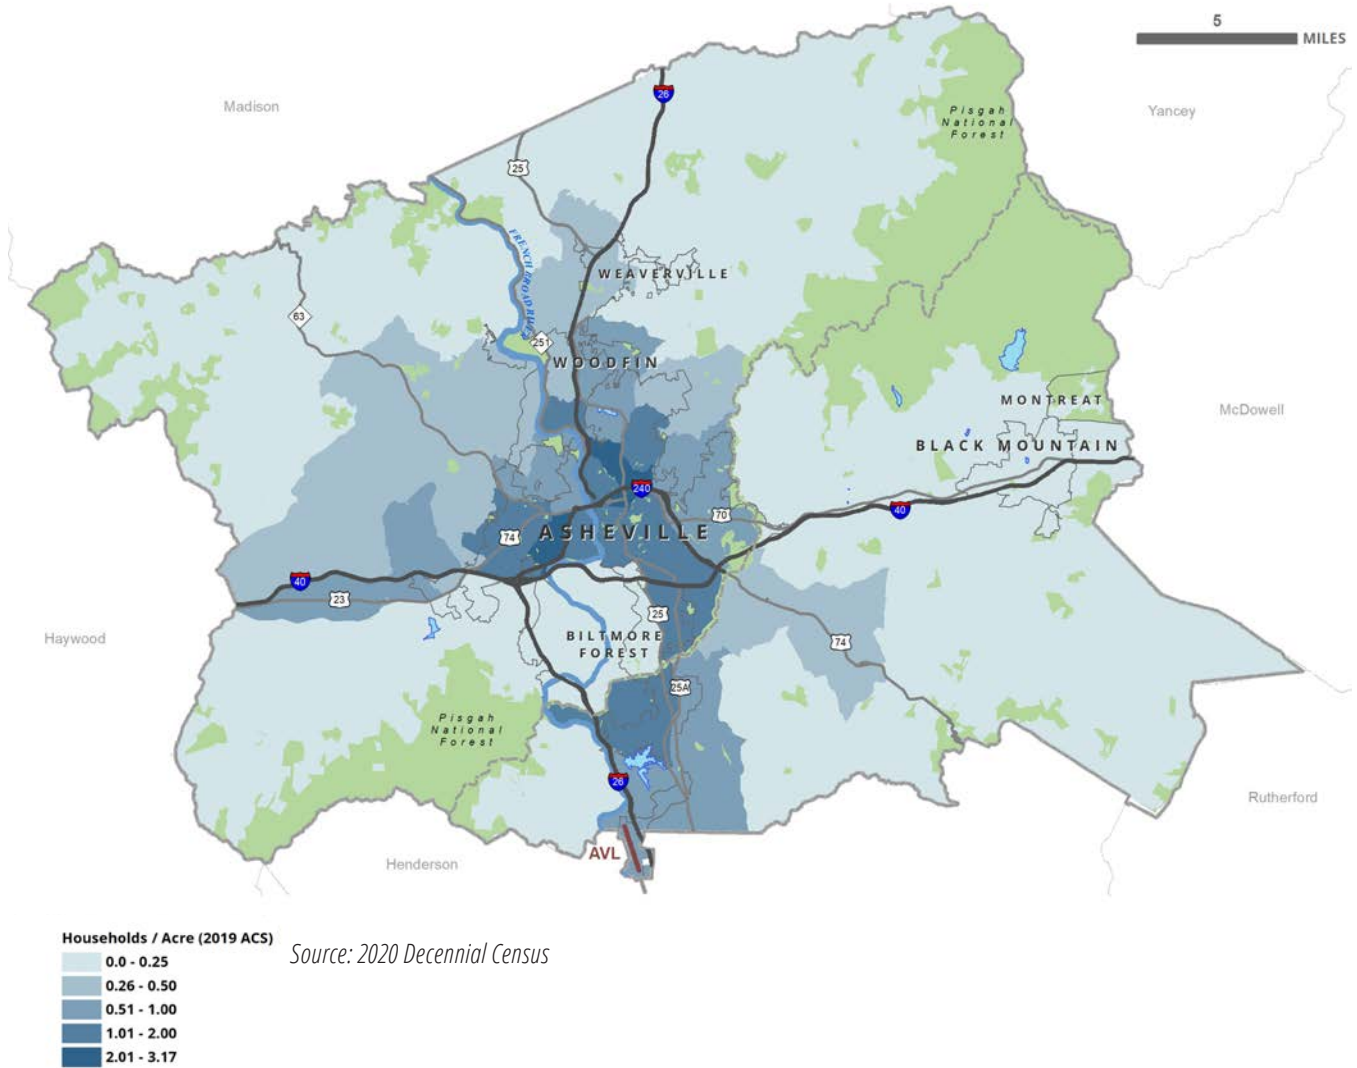 5
MILES
26
Madison
Pisgah
National
Forest
Yancey
25
FRENCH BROAD RIVER
WEAVERVILLE
63
251
WOODFIN
MONTREAT
McDowell
BLACK MOUNTAIN
240
40
70
74
ASHEVILLE
40
23
25
BILTMORE
FOREST
74
Haywood
25A
Pisgah
National
Forest
26
Rutherford
AVL
Henderson
Households / Acre (2019 ACS)
Source: 2020 Decennial Census
0.0 - 0.25
0.26 - 0.50
0.51 - 1.00
1.01 - 2.00
2.01 - 3.17